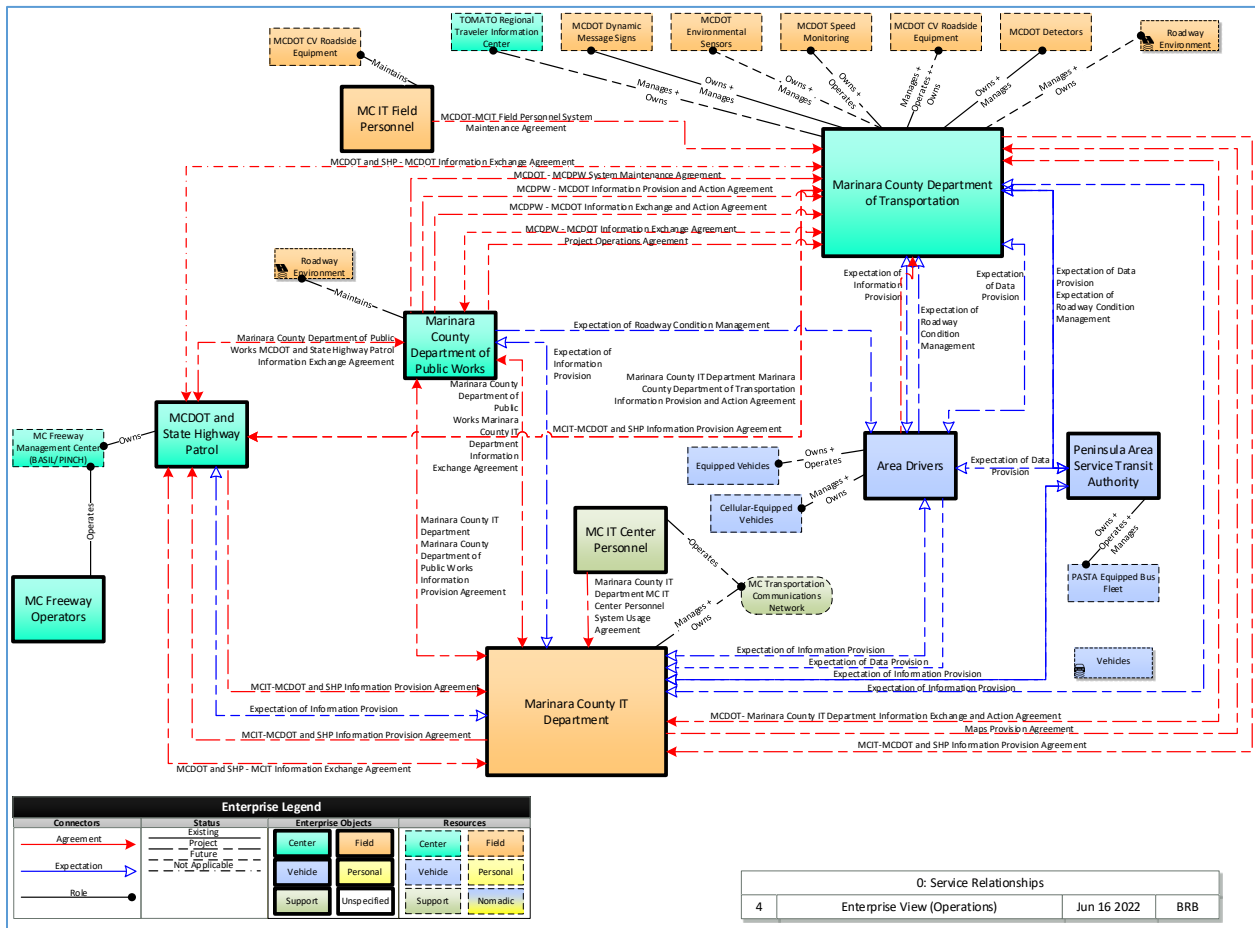 TOMATO Regional
Traveler Information
Center
MCDOT Dynamic
Message Signs
MCDOT
Environmental
Sensors
MCDOT Speed
Monitoring
MCDOT CV Roadside
Equipment
MCDOT Detectors
Roadway
Environment
MCDOT CV Roadside
Equipment
Maintains
MC IT Field
Personnel
Manages +
Owns
Owns +
Manages
Owns +
Manages
Owns +
Operates
Manages +
Operates +
Owns
Owns +
Manages
Manages +
Owns
MCDOT-MCIT Field Personnel System
Maintenance Agreement
MCDOT and SHP - MCDOT Information Exchange Agreement
MCDOT - MCDPW System Maintenance Agreement
MCDPW - MCDOT Information Provision and Action Agreement
MCDPW - MCDOT Information Exchange and Action Agreement
MCDPW - MCDOT Information Exchange Agreement
Project Operations Agreement
Marinara County Department
of Transportation
Roadway
Environment
Maintains
Marinara
County
Department of
Public Works
Expectation of
Information
Provision
Expectation
of Data
Provision
Expectation of Data
Provision
Expectation of
Roadway Condition
Management
Expectation
of
Roadway
Condition
Management
Expectation of Roadway Condition Management
Marinara County Department of Public
Works MCDOT and State Highway Patrol
Information Exchange Agreement
Expectation of
Information
Provision
Marinara County
Department of
Public
Works Marinara
County IT
Department
Information
Exchange Agreement
Marinara County IT Department Marinara
County Department of Transportation
Information Provision and Action Agreement
MCIT-MCDOT and SHP Information Provision Agreement
MC Freeway
Management Center
(BASIL/PINCH)
Owns
MCDOT and
State Highway
Patrol
Operates
MC Freeway
Operators
Equipped Vehicles
Owns +
Operates
Cellular-Equipped
Vehicles
Manages +
Owns
Area Drivers
Expectation of Data
Provision
Peninsula Area
Service Transit
Authority
Owns +
Operates +
Manages
PASTA Equipped Bus
Fleet
Vehicles
Marinara County IT
Department
Marinara County
Department of
Public Works
Information
Provision Agreement
MC IT Center
Personnel
Operates
MC Transportation
Communications
Network
Marinara County IT
Department MC IT
Center Personnel
System Usage
Agreement
Manages +
Owns
Expectation of Information Provision
Expectation of Data Provision
Expectation of Information Provision
Expectation of Information Provision
Marinara County IT
Department
MCIT-MCDOT and SHP Information Provision Agreement
Expectation of Information Provision
MCIT-MCDOT and SHP Information Provision Agreement
MCDOT and SHP - MCIT Information Exchange Agreement
MCDOT- Marinara County IT Department Information Exchange and Action Agreement
Maps Provision Agreement
MCIT-MCDOT and SHP Information Provision Agreement
Enterprise Legend
Connectors
Status
Enterprise Objects
Resources
Agreement
Expectation
Role
Existing
Project
Future
Not Applicable
Center
Field
Vehicle
Personal
Support
Unspecified
Center
Field
Vehicle
Personal
Support
Nomadic
0: Service Relationships
4
Enterprise View (Operations)
Jun 16 2022
BRB